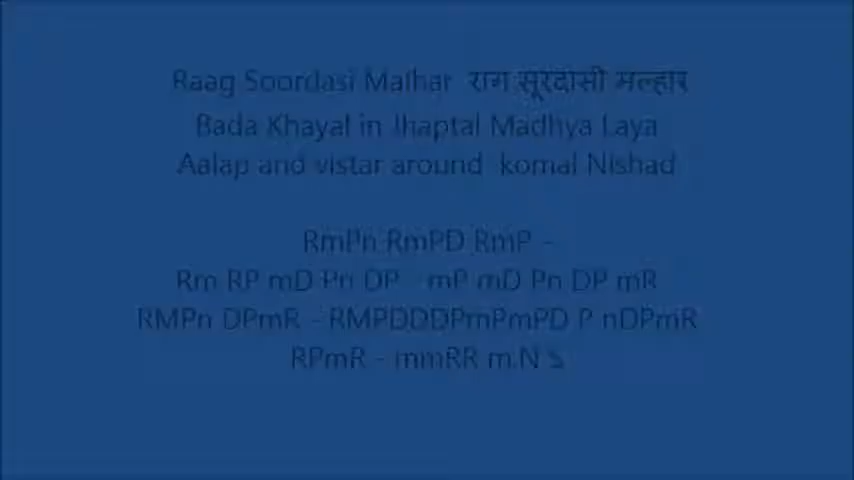 Raag Soordasi Malhar राग सूरदासी मल्हार
Bada Khayal in Jhaptal Madhya Laya
Aalap and vistar around komal Nishad
RmPn RmPD RmP -
Rm RP mD Pn DP - mP mD Pn DP mR
RMPn DPmR - RMPDDDPmPmPD P nDPmR
RPmR - mmRR m.N S